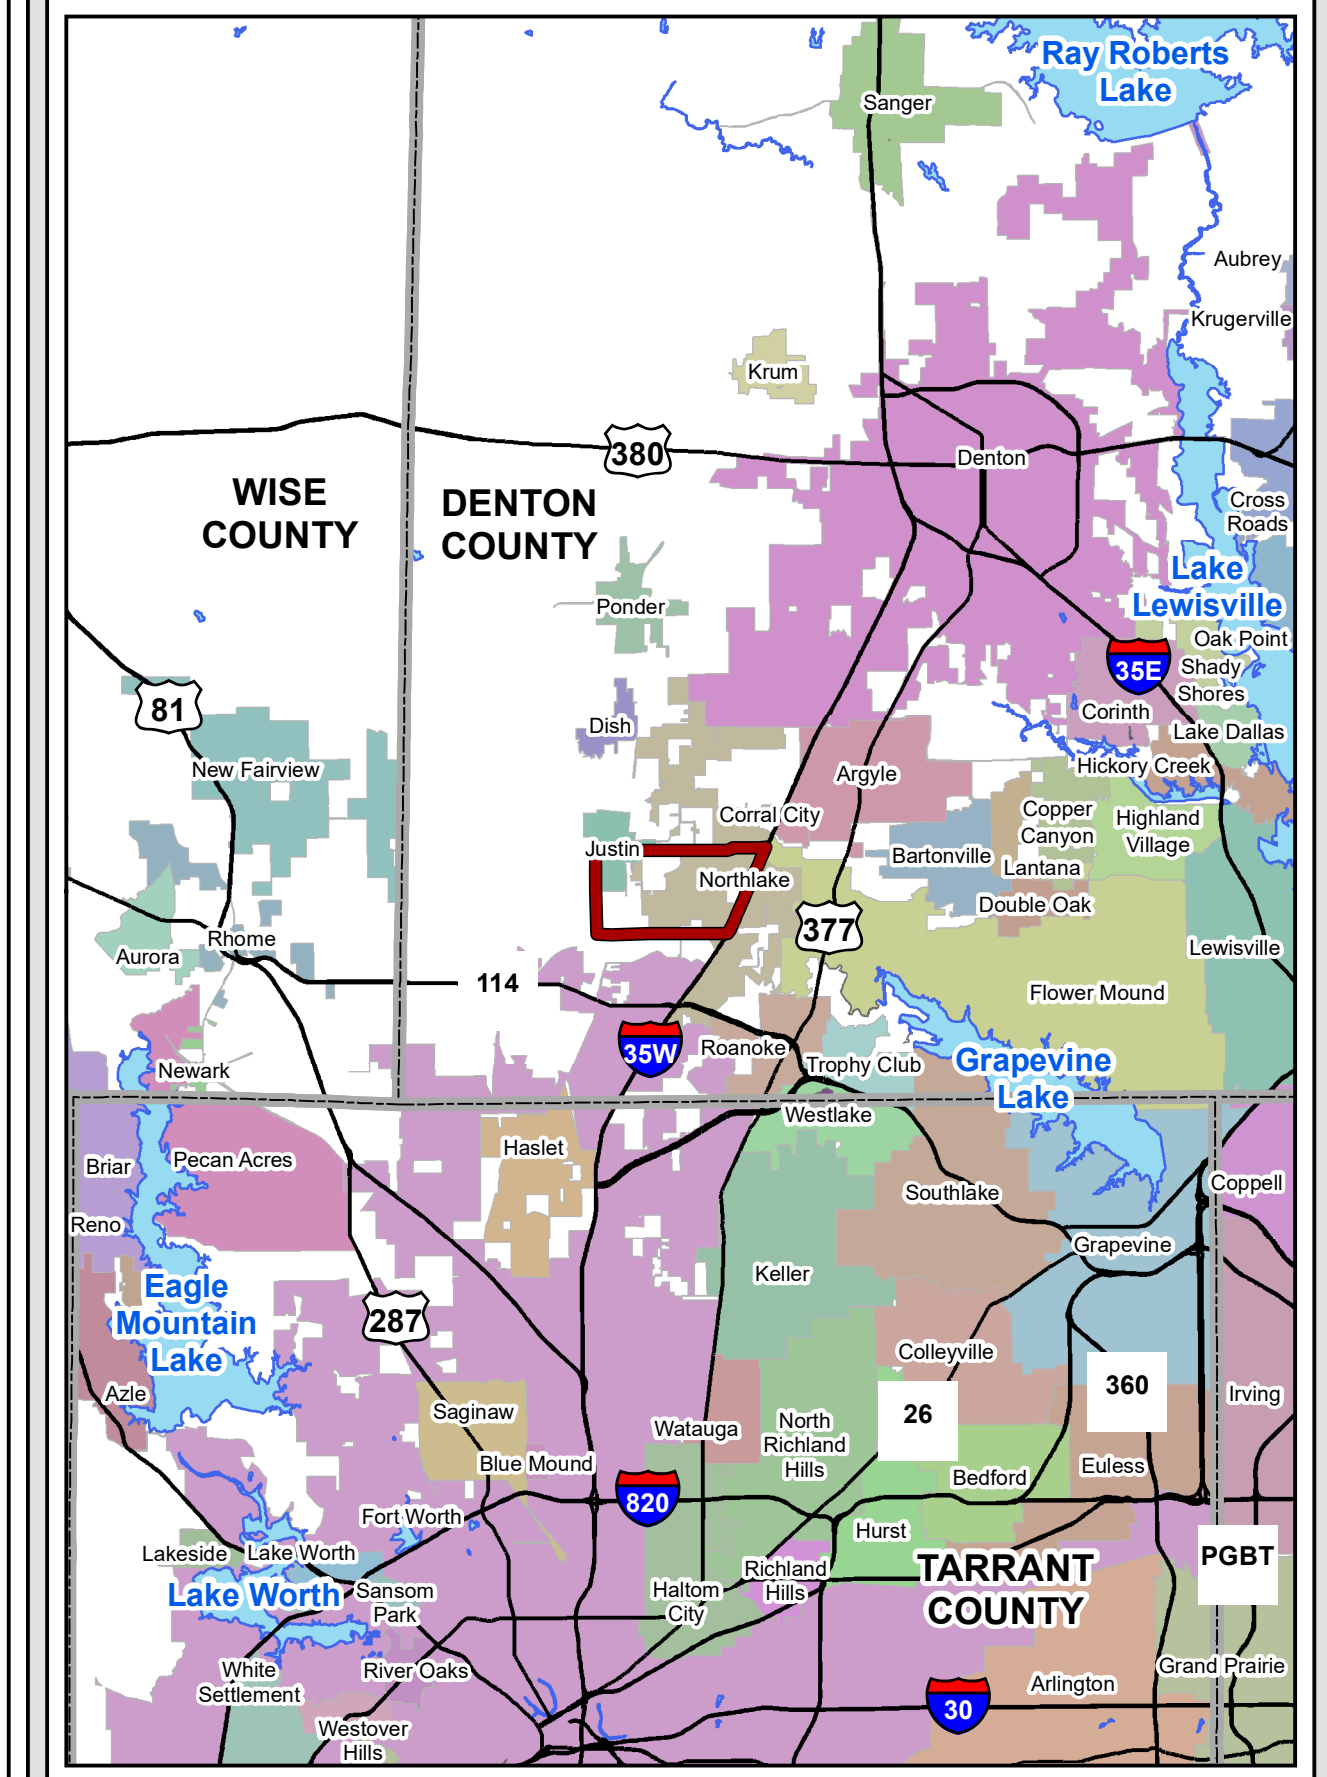 Ray Roberts
Lake
Sanger
Aubrey
Krugerville
Krum
380
Denton
WISE
COUNTY
DENTON
COUNTY
Cross
Roads
Lake
Lewisville
Ponder
Oak Point
35E
Shady
Shores
81
Corinth
Dish
Lake Dallas
New Fairview
Argyle
Hickory Creek
Corral City
Copper
Canyon
Highland
Village
Justin
Bartonville
Lantana
Northlake
Double Oak
377
Rhome
Aurora
Lewisville
114
Flower Mound
35W
Roanoke
Trophy Club
Grapevine
Lake
Newark
Westlake
Haslet
Briar
Pecan Acres
Southlake
Coppell
Reno
Grapevine
Keller
Eagle
Mountain
Lake
287
Colleyville
Azle
360
Irving
Saginaw
26
Watauga
North
Richland
Hills
Blue Mound
Bedford
Euless
820
Fort Worth
Hurst
Lakeside
Lake Worth
PGBT
Lake Worth
Sansom
Park
Richland
Hills
TARRANT
COUNTY
Haltom
City
White
Settlement
River Oaks
Grand Prairie
Arlington
30
Westover
Hills